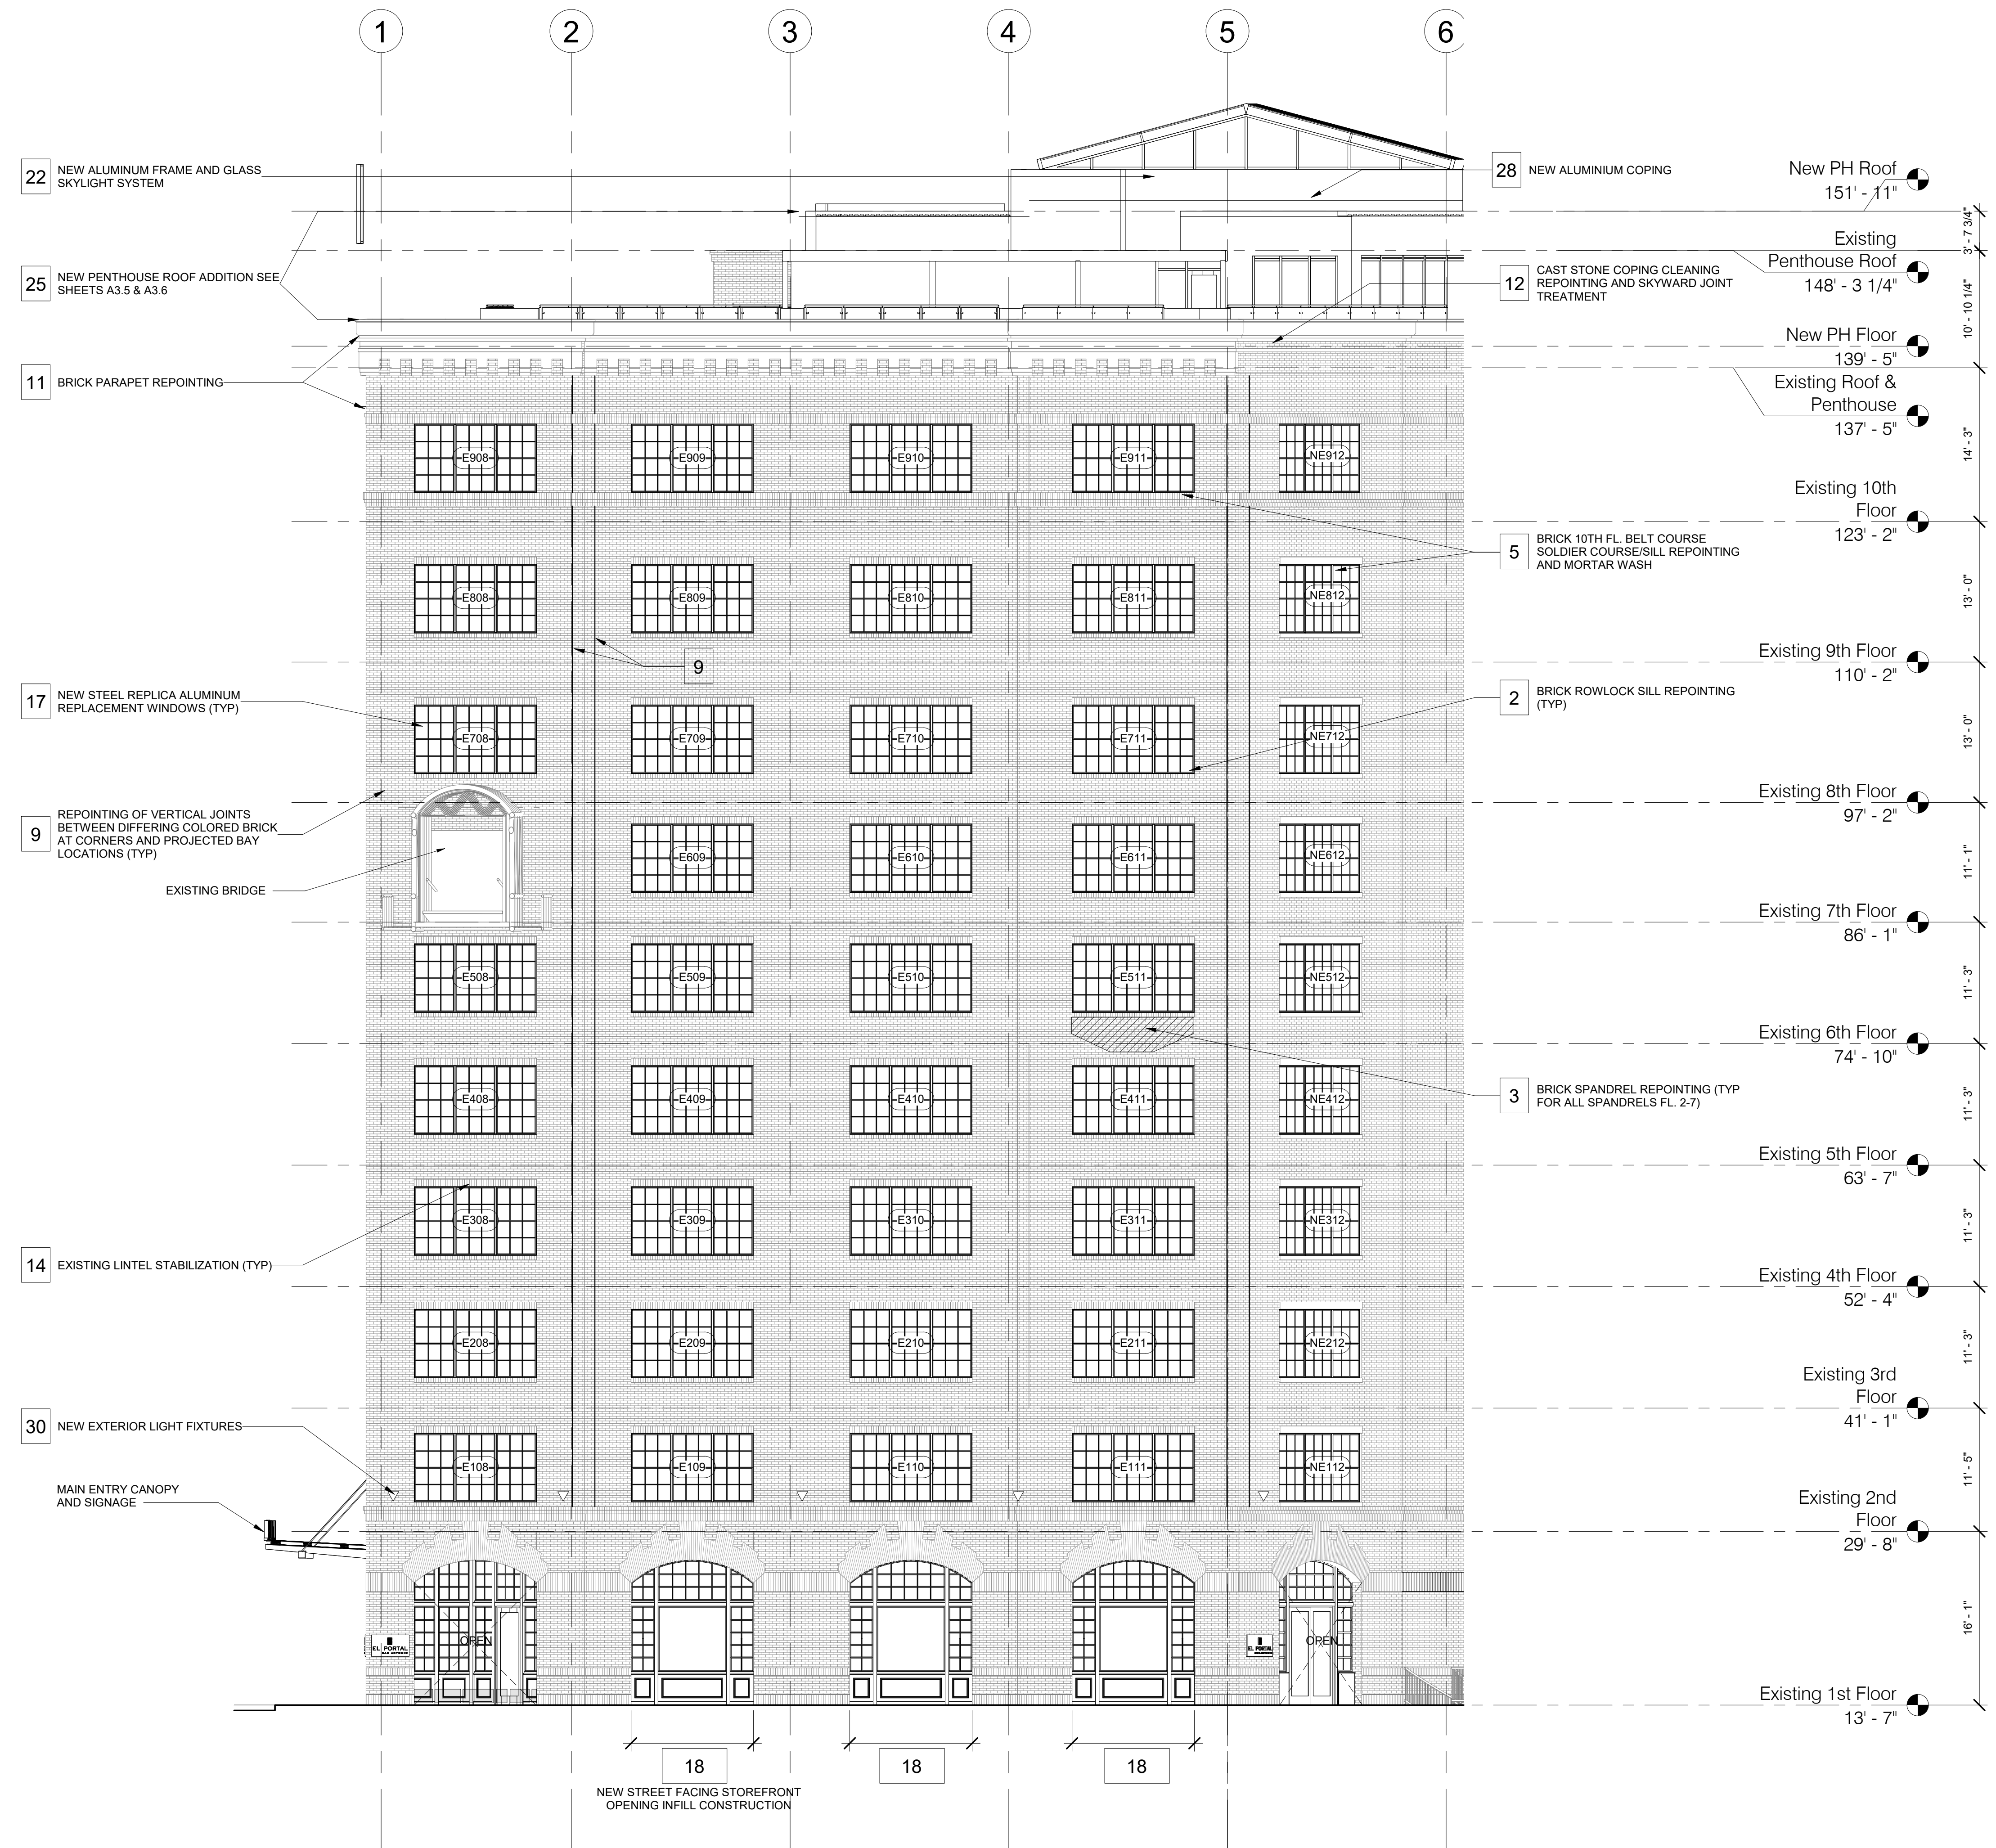 1 2 3 4 5 6
22 NEW ALUMINUM FRAME AND GLASS
SKYLIGHT SYSTEM
25 NEW PENTHOUSE ROOF ADDITION SEE
SHEETS A3.5 & A3.6
11 BRICK PARAPET REPOINTING
17 NEW STEEL REPLICA ALUMINUM
REPLACEMENT WINDOWS (TYP)
9 REPOINTING OF VERTICAL JOINTS
BETWEEN DIFFERING COLORED BRICK
AT CORNERS AND PROJECTED BAY
LOCATIONS (TYP)
EXISTING BRIDGE
14 EXISTING LINTEL STABILIZATION (TYP)
30 NEW EXTERIOR LIGHT FIXTURES
MAIN ENTRY CANOPY
AND SIGNAGE
E908 E909 E910 E911 NE912
E808 E809 E810 E811 NE812
9
E708 E709 E710 E711 NE712
E609 E610 E611 NE612
E508 E509 E510 E511 NE512
E408 E409 E410 E411 NE412
E308 E309 E310 E311 NE312
E208 E209 E210 E211 NE212
E108 E109 E110 E111 NE112
OPEN OPEN
EL PORTAL
SAN ANTONIO
EL PORTAL
SAN ANTONIO
18 18 18
NEW STREET FACING STOREFRONT
OPENING INFILL CONSTRUCTION
28 NEW ALUMINIUM COPING
12 CAST STONE COPING CLEANING
REPOINTING AND SKYWARD JOINT
TREATMENT
5 BRICK 10TH FL. BELT COURSE
SOLDIER COURSE/SILL REPOINTING
AND MORTAR WASH
2 BRICK ROWLOCK SILL REPOINTING
(TYP)
3 BRICK SPANDREL REPOINTING (TYP
FOR ALL SPANDRELS FL. 2-7)
New PH Roof
151' - 11"
Existing
Penthouse Roof
148' - 3 1/4"
New PH Floor
139' - 5"
Existing Roof &
Penthouse
137' - 5"
Existing 10th
Floor
123' - 2"
Existing 9th Floor
110' - 2"
Existing 8th Floor
97' - 2"
Existing 7th Floor
86' - 1"
Existing 6th Floor
74' - 10"
Existing 5th Floor
63' - 7"
Existing 4th Floor
52' - 4"
Existing 3rd
Floor
41' - 1"
Existing 2nd
Floor
29' - 8"
Existing 1st Floor
13' - 7"
3' - 7 3/4"
10' - 10 1/4"
14' - 3"
13' - 0"
13' - 0"
11' - 1"
11' - 3"
11' - 3"
11' - 3"
11' - 3"
11' - 5"
16' - 1"